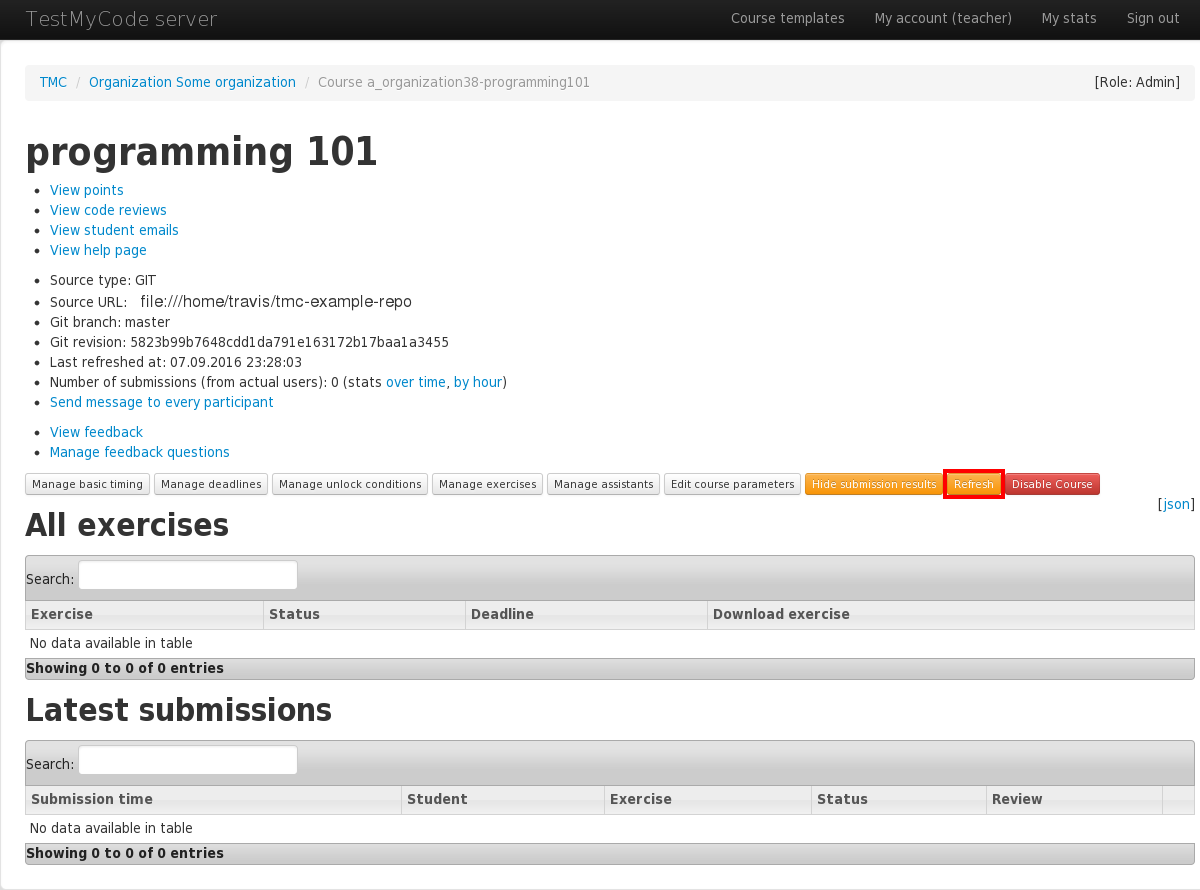 TestMyCode server Course templates My account (teacher) My stats Sign out
TMC / Organization Some organization / Course a_organization38-programming101 [Role: Admin]
programming 101
View points
View code reviews
View student emails
View help page
Source type: GIT
Source URL: file:///home/travis/tmc-example-repo
Git branch: master
Git revision: 5823b99b7648cdd1da791e163172b17baa1a3455
Last refreshed at: 07.09.2016 23:28:03
Number of submissions (from actual users): 0 (stats over time, by hour)
Send message to every participant
View feedback
Manage feedback questions
Manage basic timing Manage deadlines Manage unlock conditions Manage exercises Manage assistants Edit course parameters Hide submission results Refresh Disable Course
[json]
All exercises
Search:
Exercise Status Deadline Download exercise
No data available in table
Showing 0 to 0 of 0 entries
Latest submissions
Search:
Submission time Student Exercise Status Review
No data available in table
Showing 0 to 0 of 0 entries